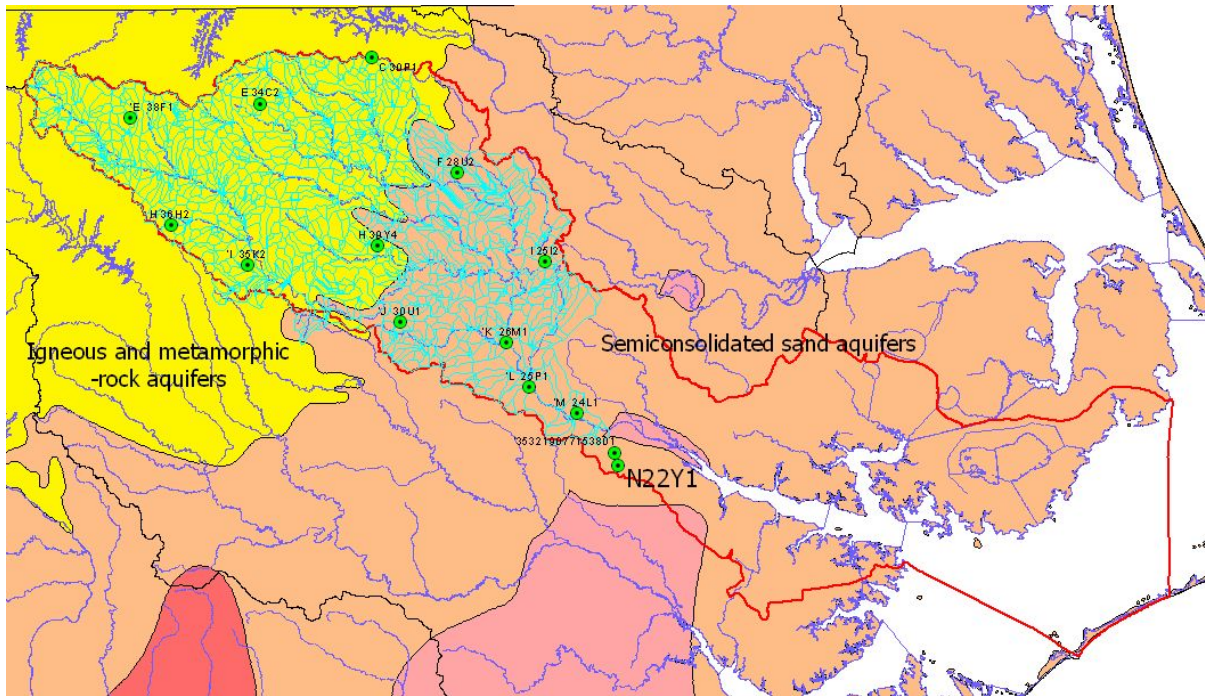 C 30P1
E 34C2
'E 38F1
F 28U2
H 36H2
H 30Y4
I 25I2
'I 35K2
'J 30U1
'K 26M1
Igneous and metamorphic
-rock aquifers
Semiconsolidated sand aquifers
'L 25P1
'M 24L1
353219077153801
N22Y1